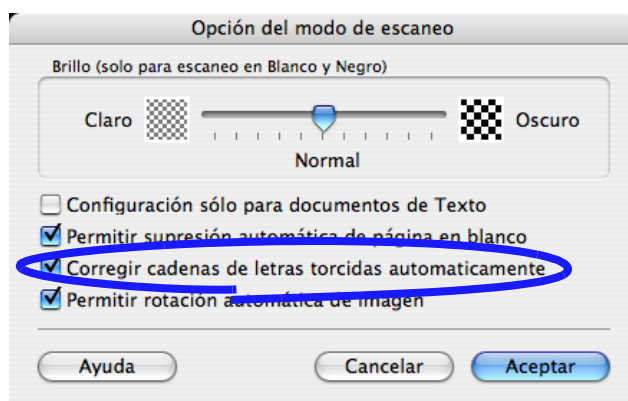 Opción del modo de escaneo
Brillo (solo para escaneo en Blanco y Negro)
Claro Oscuro
Normal
Configuración sólo para documentos de Texto
Permitir supresión automática de página en blanco
Corregir cadenas de letras torcidas automaticamente
Permitir rotación automática de imagen
Ayuda Cancelar Aceptar